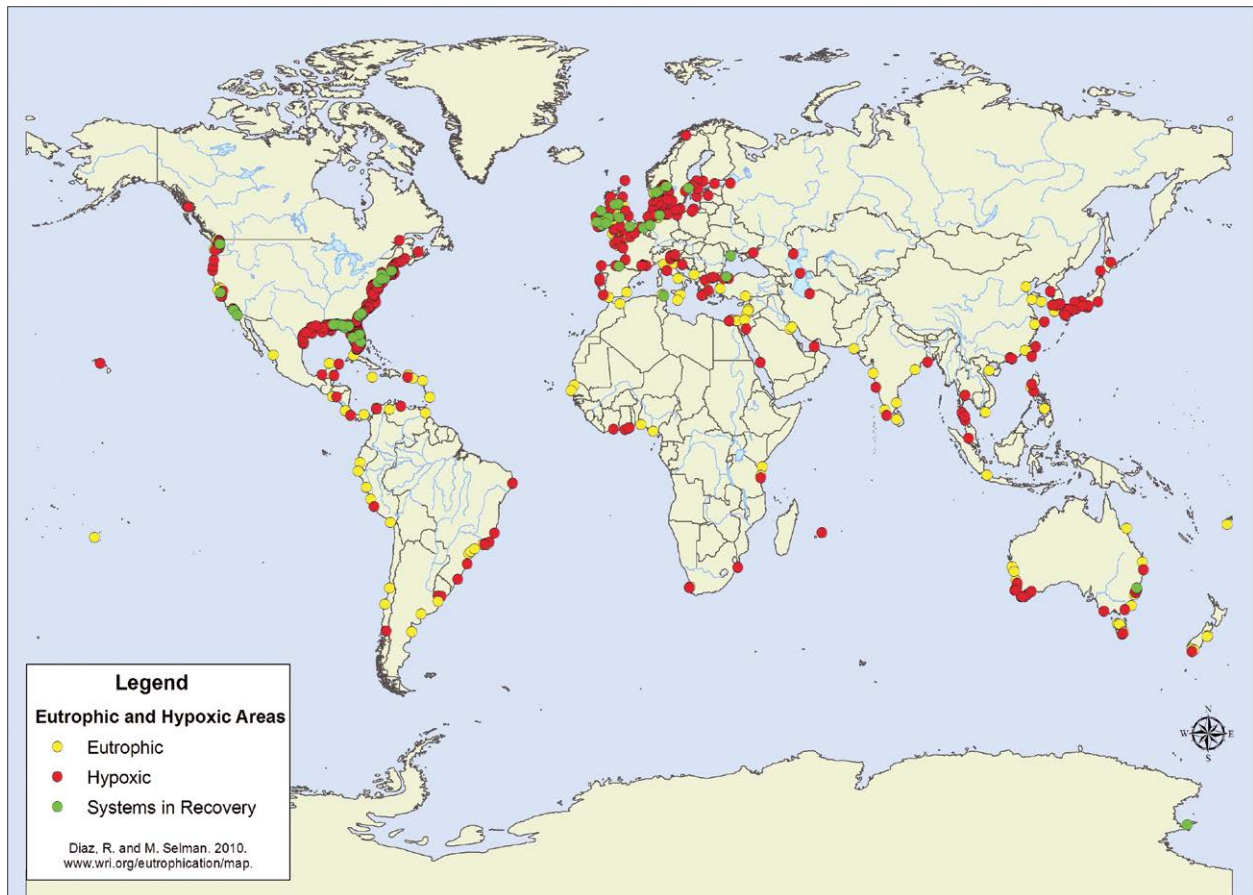 Legend
Eutrophic and Hypoxic Areas
Eutrophic
Hypoxic
Systems in Recovery
Diaz, R. and M. Selman. 2010.
www.wri.org/eutrophication/map.
N
W E
S